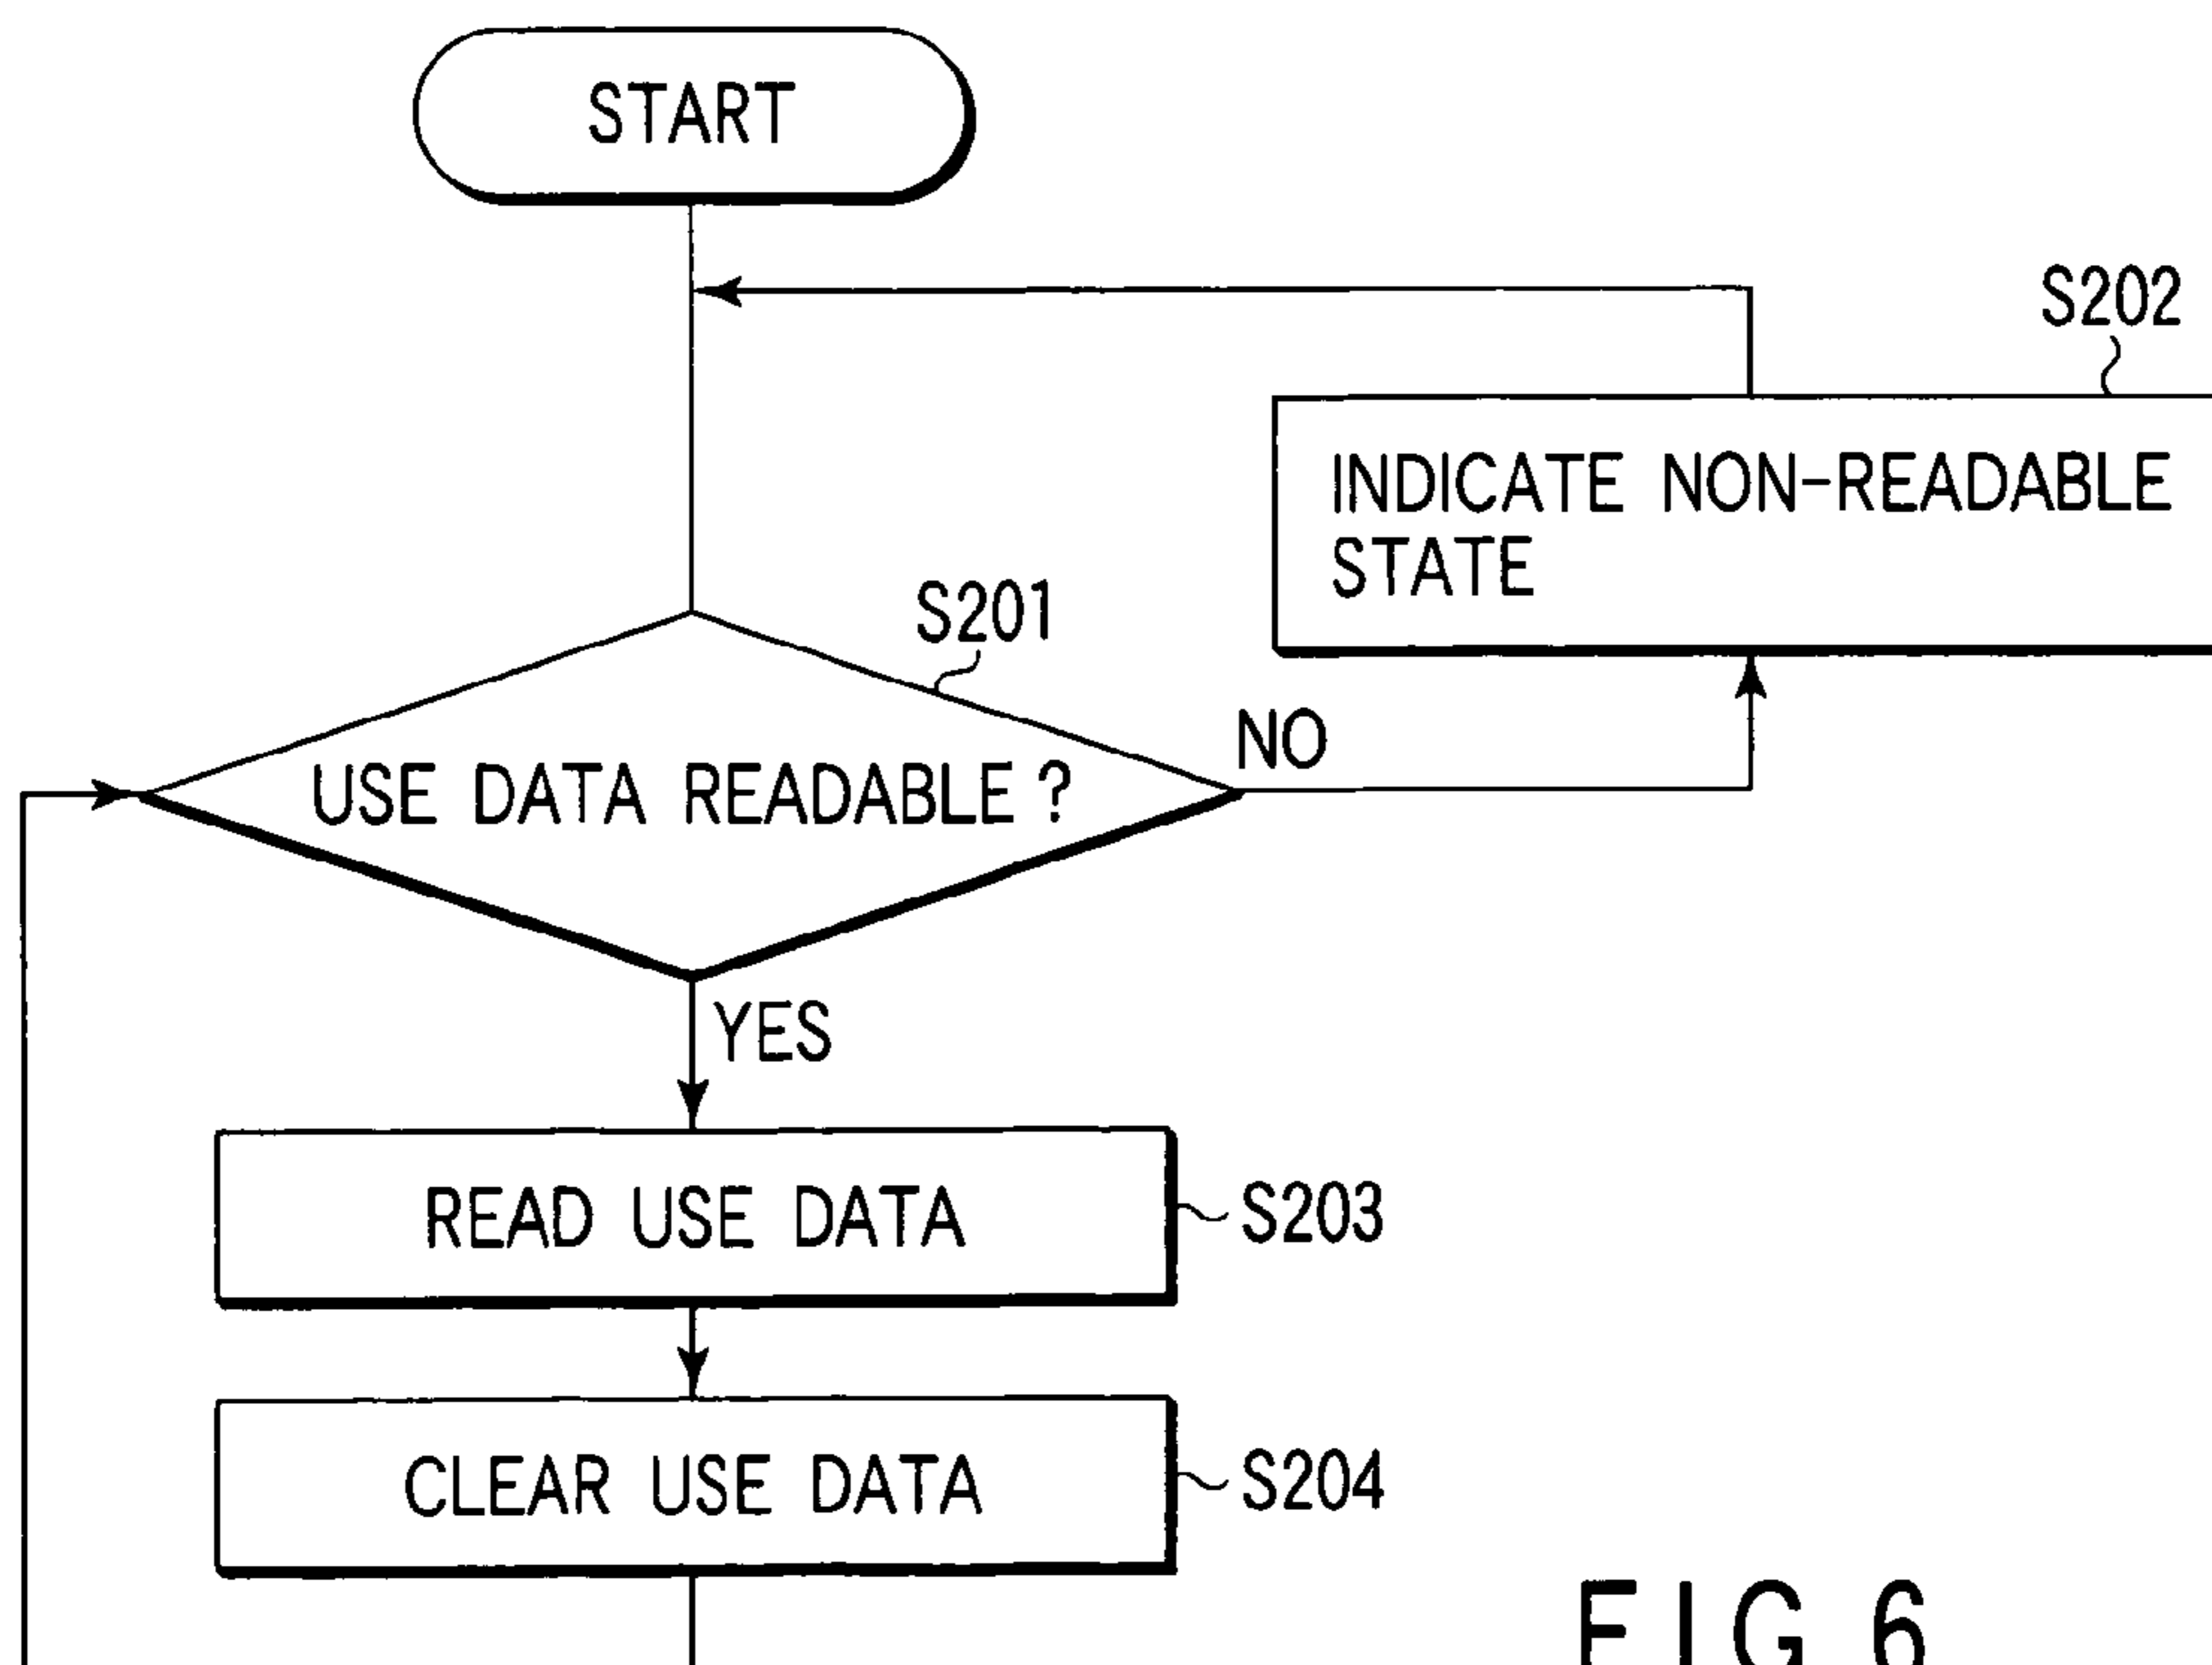 START
S202
INDICATE NON-READABLE
STATE
S201
NO
USE DATA READABLE ?
YES
READ USE DATA
S203
CLEAR USE DATA
S204
FIG 6